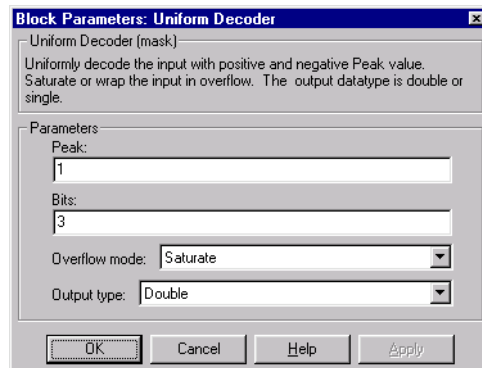 Block Parameters: Uniform Decoder
Uniform Decoder (mask)
Uniformly decode the input with positive and negative Peak value.
Saturate or wrap the input in overflow. The output datatype is double or
single.
Parameters
Peak:
1
Bits:
3
Overflow mode: Saturate
Output type: Double
OK Cancel Help Apply